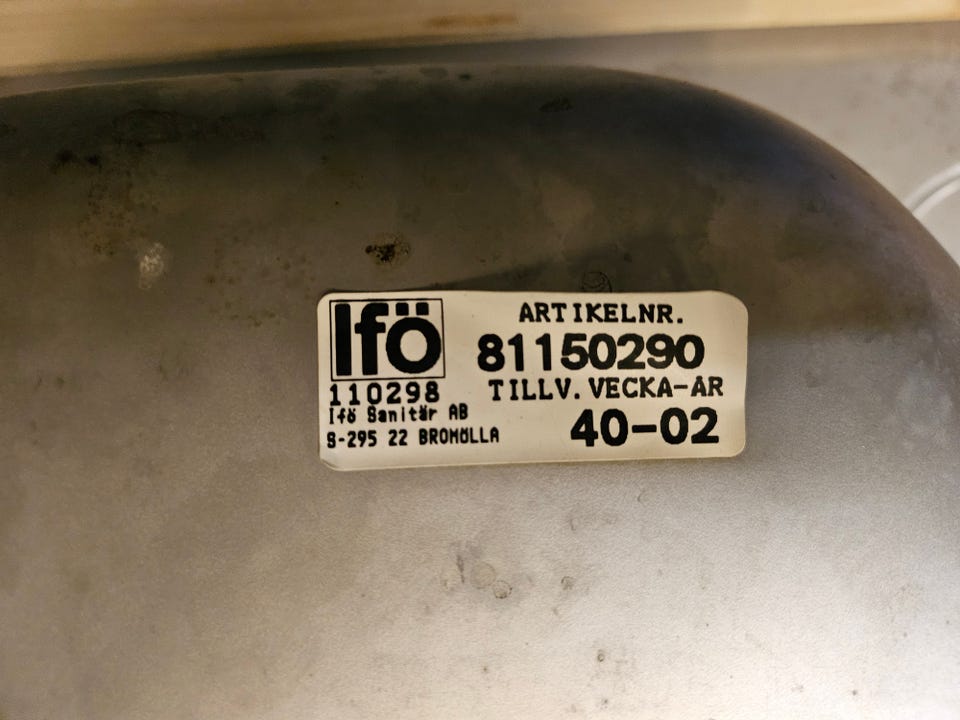 Ifö
110298
Ifö Sanitär AB
S-295 22 BROMÖLLA
ARTIKELNR.
81150290
TILLV. VECKA-ÅR
40-02